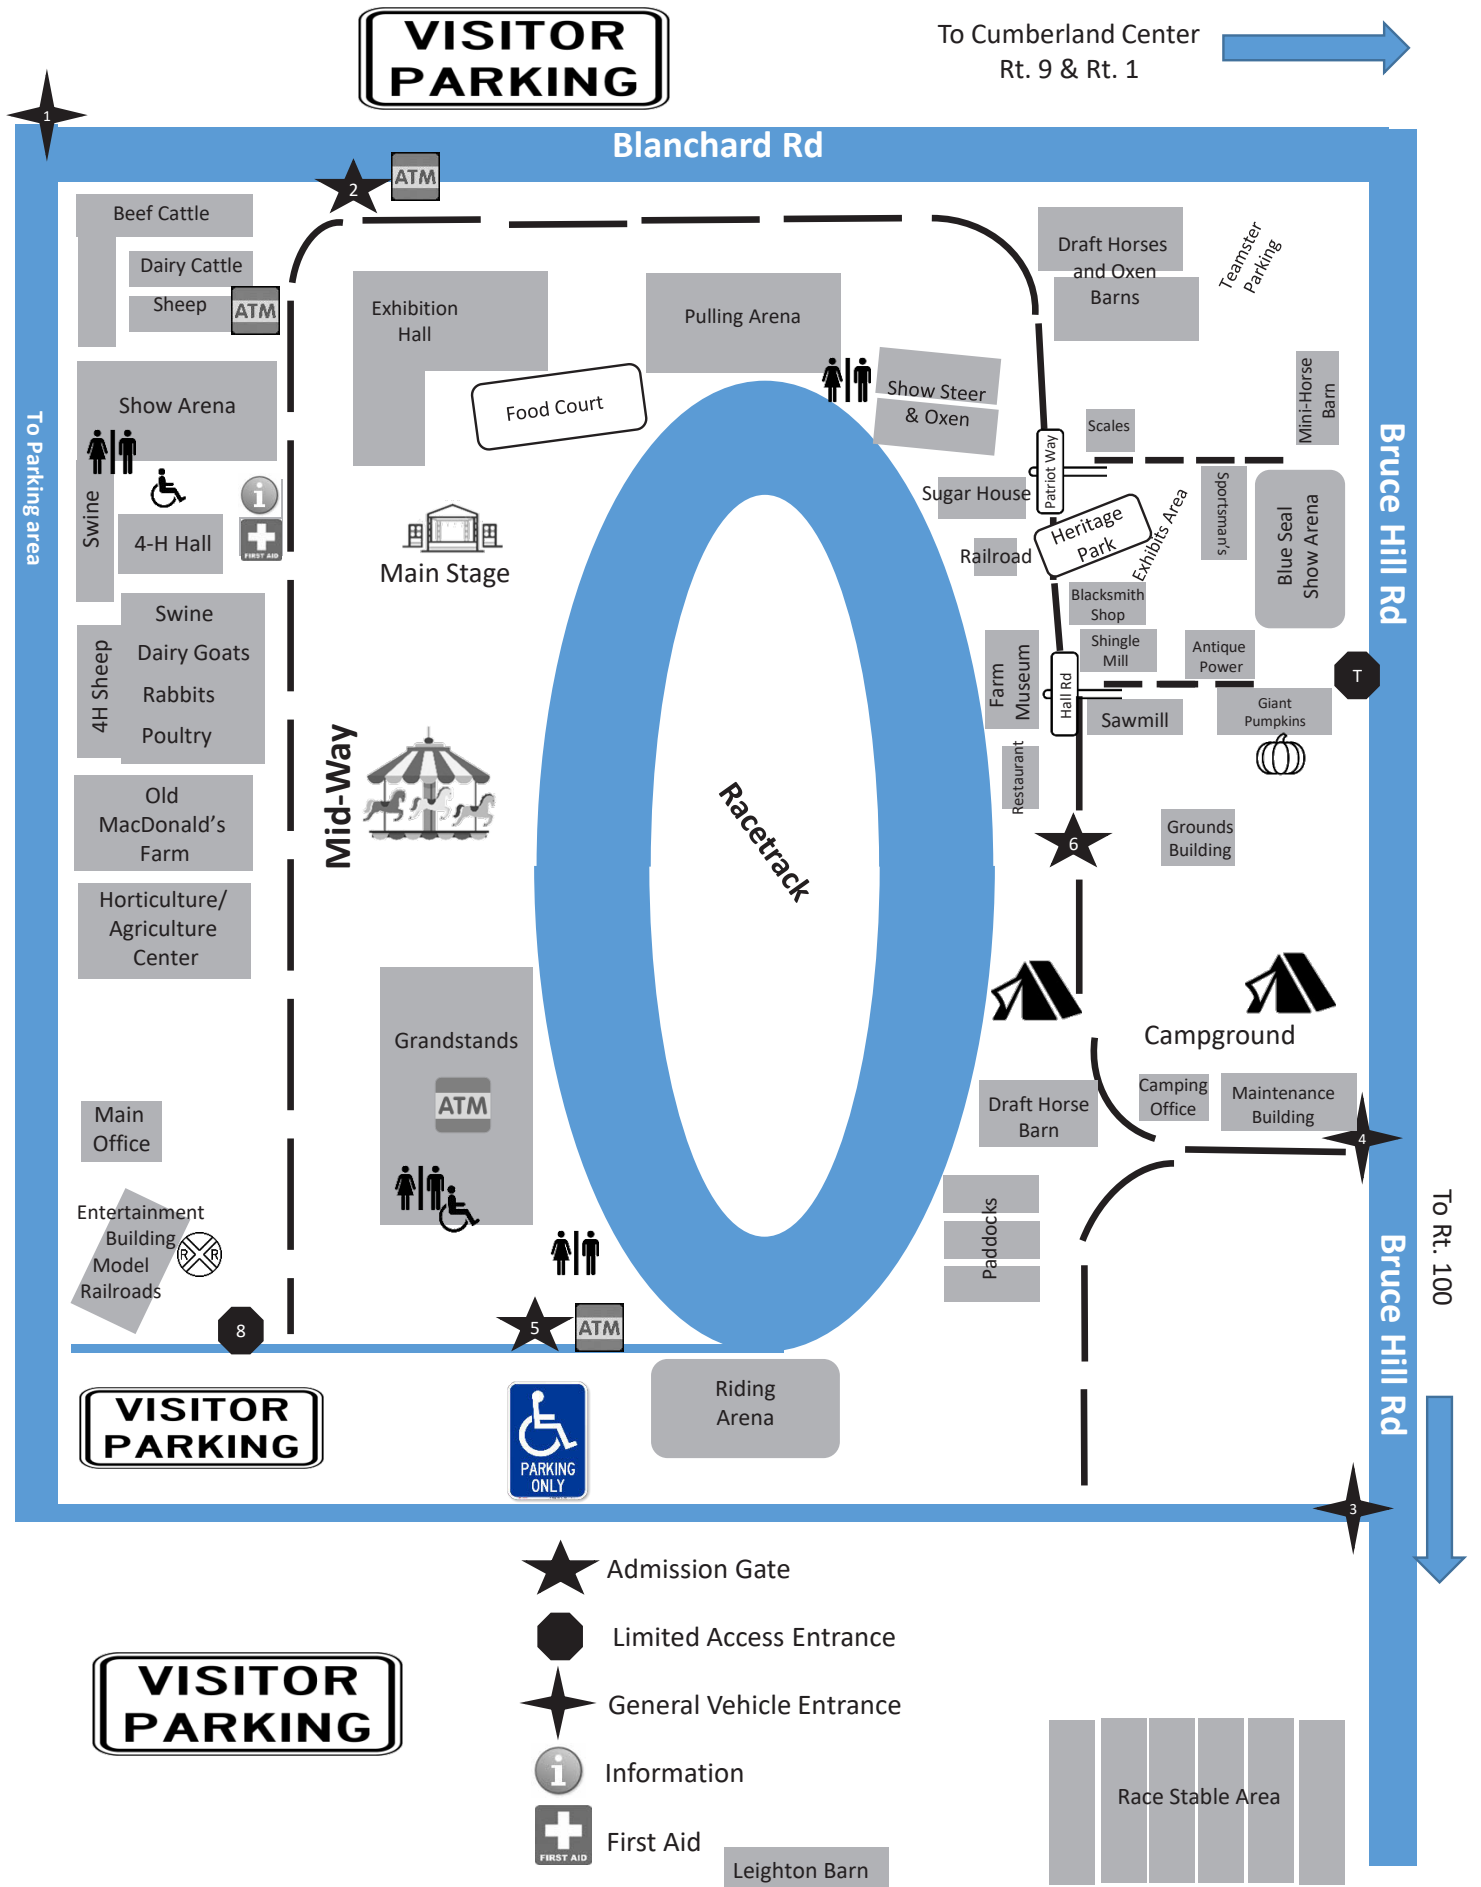 VISITOR
PARKING
To Cumberland Center
Rt. 9 & Rt. 1
1
Blanchard Rd
2
ATM
Beef Cattle
Dairy Cattle
Sheep
ATM
Exhibition
Hall
Pulling Arena
Draft Horses
and Oxen
Barns
Teamster
Parking
Show Arena
Food Court
Show Steer
& Oxen
Scales
Mini-Horse
Barn
To Parking area
Bruce Hill Rd
Swine
i
4-H Hall
FIRST AID
Main Stage
Sugar House
Patriot Way
Heritage
Park
Exhibits Area
Sportsman's
Blue Seal
Show Arena
Railroad
Blacksmith
Shop
Swine
Dairy Goats
Rabbits
Poultry
4H Sheep
Farm
Museum
Hall Rd
Shingle
Mill
Antique
Power
T
Sawmill
Giant
Pumpkins
Mid-Way
Racetrack
Restaurant
Old
MacDonald's
Farm
6
Grounds
Building
Horticulture/
Agriculture
Center
Grandstands
ATM
Campground
Main
Office
Draft Horse
Barn
Camping
Office
Maintenance
Building
4
Entertainment
Building
Model
Railroads
R R
Paddocks
Bruce Hill Rd
To Rt. 100
8
5
ATM
VISITOR
PARKING
PARKING
ONLY
Riding
Arena
3
Admission Gate
Limited Access Entrance
General Vehicle Entrance
i
Information
FIRST AID
First Aid
VISITOR
PARKING
Race Stable Area
Leighton Barn